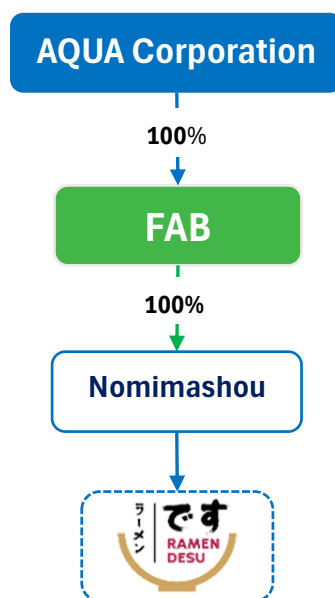 AQUA Corporation
100%
FAB
100%
Nomimashou
ラーメン
です
RAMEN
DESU